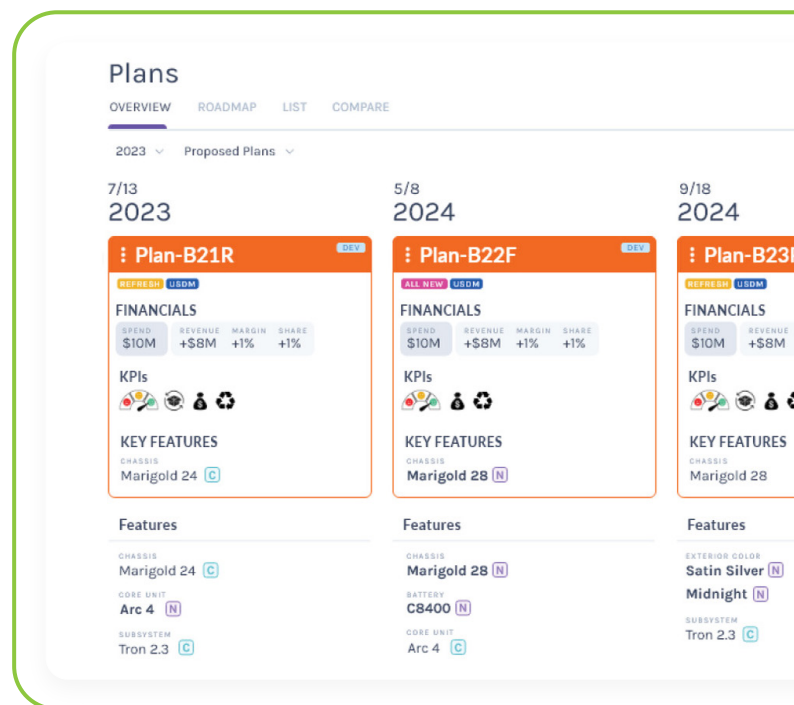 Plans
OVERVIEW ROADMAP LIST COMPARE
2023 Proposed Plans
7/13
2023
Plan-B21R DEV
REFRESH USDM
FINANCIALS
SPEND REVENUE MARGIN SHARE
$10M +$8M +1% +1%
KPIs
KEY FEATURES
CHASSIS
Marigold 24 C
Features
CHASSIS
Marigold 24 C
CORE UNIT
Arc 4 N
SUBSYSTEM
Tron 2.3 C
5/8
2024
Plan-B22F DEV
ALL NEW USDM
FINANCIALS
SPEND REVENUE MARGIN SHARE
$10M +$8M +1% +1%
KPIs
KEY FEATURES
CHASSIS
Marigold 28 N
Features
CHASSIS
Marigold 28 N
BATTERY
C8400 N
CORE UNIT
Arc 4 C
9/18
2024
Plan-B23
REFRESH USDM
FINANCIALS
SPEND REVENUE
$10M +$8M
KPIs
KEY FEATURES
CHASSIS
Marigold 28
Features
EXTERIOR COLOR
Satin Silver N
Midnight N
SUBSYSTEM
Tron 2.3 C